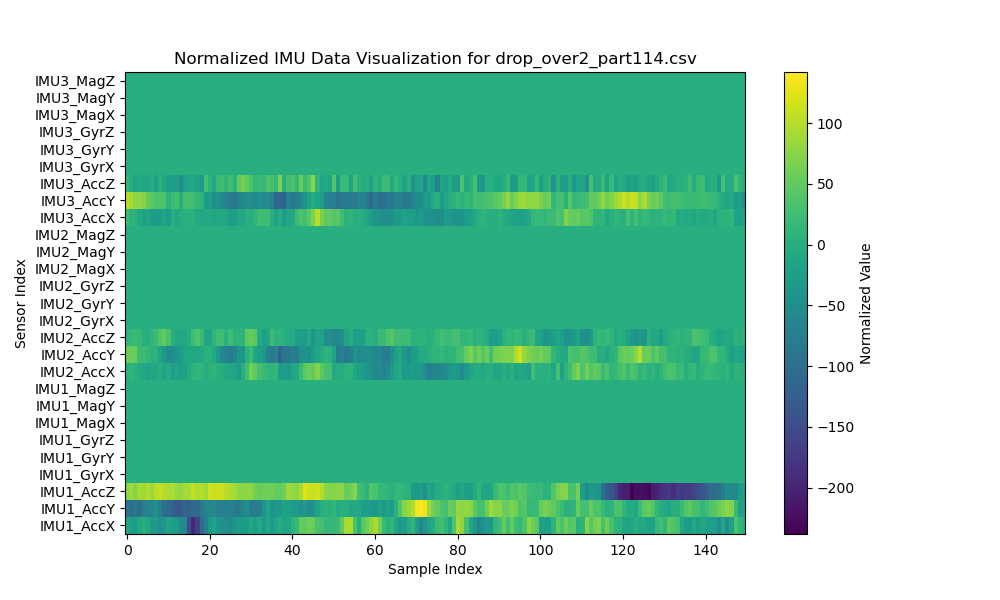 Normalized IMU Data Visualization for drop_over2_part114.csv
IMU3_MagZ
IMU3_MagY
IMU3_MagX
IMU3_GyrZ
IMU3_GyrY
IMU3_GyrX
IMU3_AccZ
IMU3_AccY
IMU3_AccX
IMU2_MagZ
IMU2_MagY
IMU2_MagX
IMU2_GyrZ
IMU2_GyrY
IMU2_GyrX
IMU2_AccZ
IMU2_AccY
IMU2_AccX
IMU1_MagZ
IMU1_MagY
IMU1_MagX
IMU1_GyrZ
IMU1_GyrY
IMU1_GyrX
IMU1_AccZ
IMU1_AccY
IMU1_AccX
Sensor Index
0 20 40 60 80 100 120 140
Sample Index
100
50
0
−50
−100
−150
−200
Normalized Value